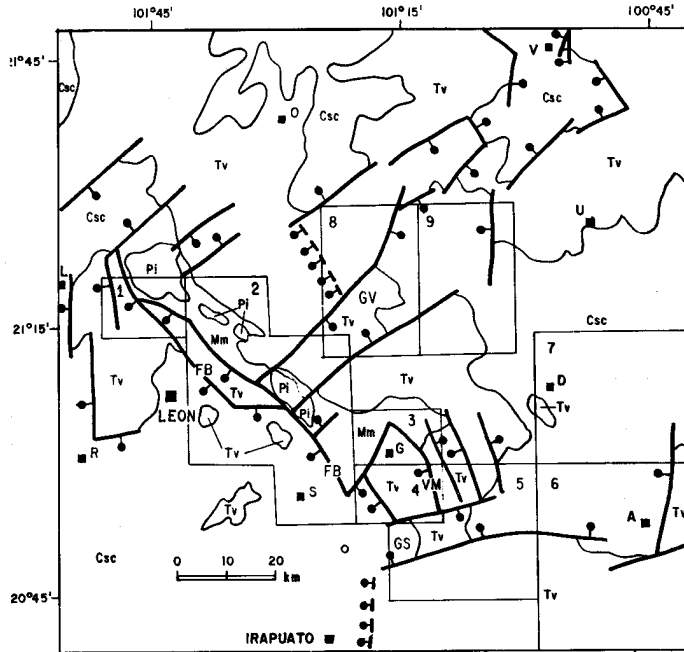 101°45' 101°15' 100°45'
21°45'
V
Csc
Tv
Csc
O
Csc
Tv
Tv
Csc
8
9
U
L
Pi
1
2
Pi
GV
21°15'
Tv
Csc
Mm
7
FB
Tv
Tv
D
Tv
LEON
Pi
Pi
Tv
Mm
3
G
R
FB
Tv
Tv
4
VM
Tv
5
6
S
Tv
A
Tv
GS
Csc
0 10 20
km
20°45'
Tv
IRAPUATO